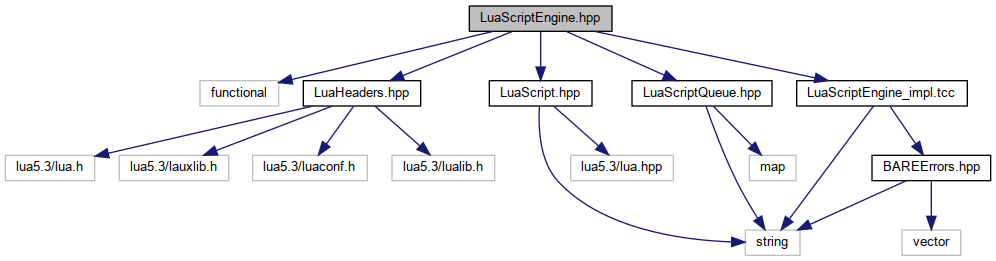 LuaScriptEngine.hpp
functional
LuaHeaders.hpp
LuaScript.hpp
LuaScriptQueue.hpp
LuaScriptEngine_impl.tcc
lua5.3/lua.h
lua5.3/lauxlib.h
lua5.3/luaconf.h
lua5.3/lualib.h
lua5.3/lua.hpp
map
BAREErrors.hpp
string
vector